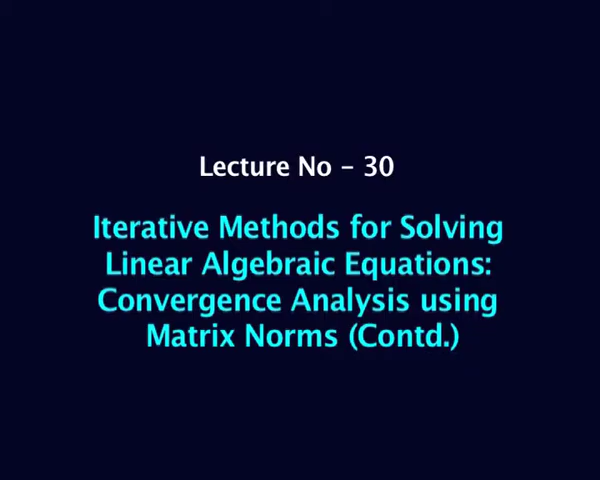 Lecture No - 30
Iterative Methods for Solving
Linear Algebraic Equations:
Convergence Analysis using
Matrix Norms (Contd.)